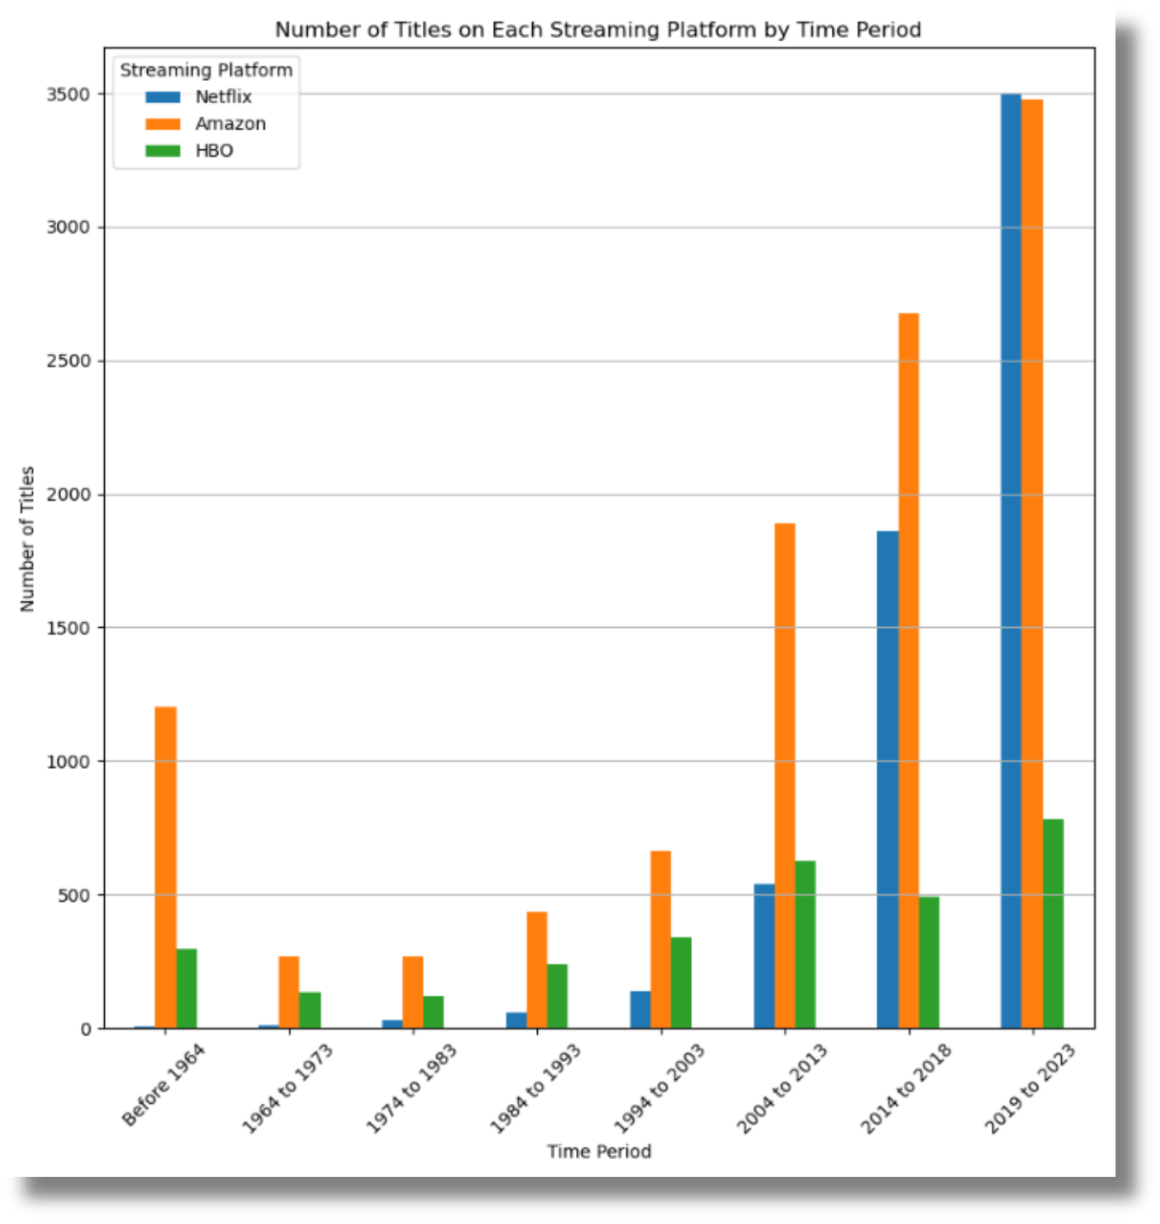 Number of Titles on Each Streaming Platform by Time Period
Streaming Platform
Netflix
Amazon
HBO
3500
3000
2500
2000
1500
1000
500
0
Number of Titles
Before 1964
1964 to 1973
1974 to 1983
1984 to 1993
1994 to 2003
2004 to 2013
2014 to 2018
2019 to 2023
Time Period